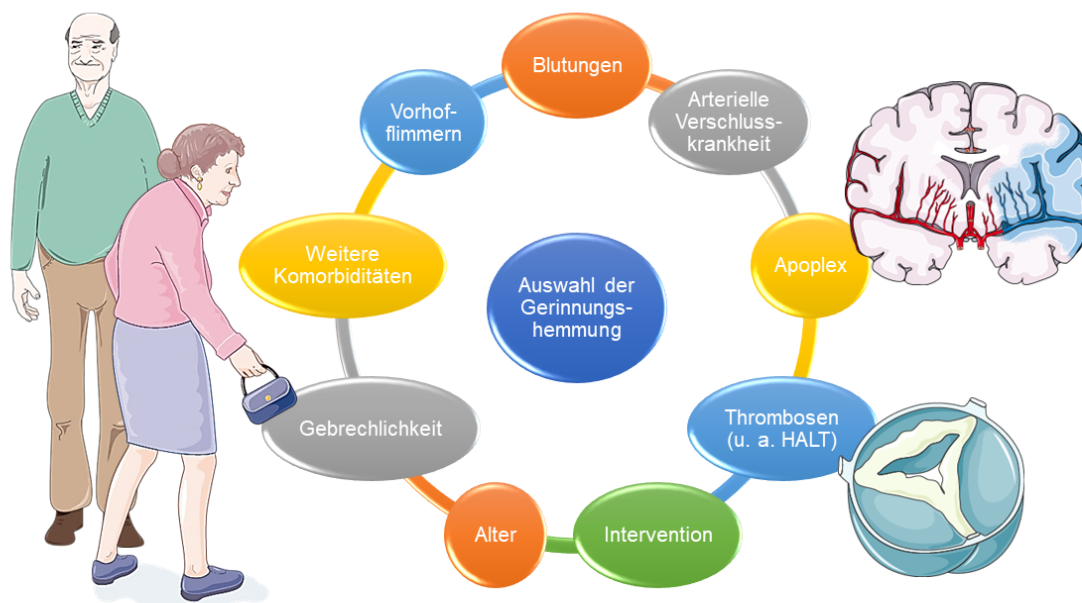 Blutungen
Arterielle
Verschluss-
krankheit
Apoplex
Thrombosen
(u. a. HALT)
Intervention
Alter
Gebrechlichkeit
Weitere
Komorbiditäten
Vorhof-
flimmern
Auswahl der
Gerinnungs-
hemmung